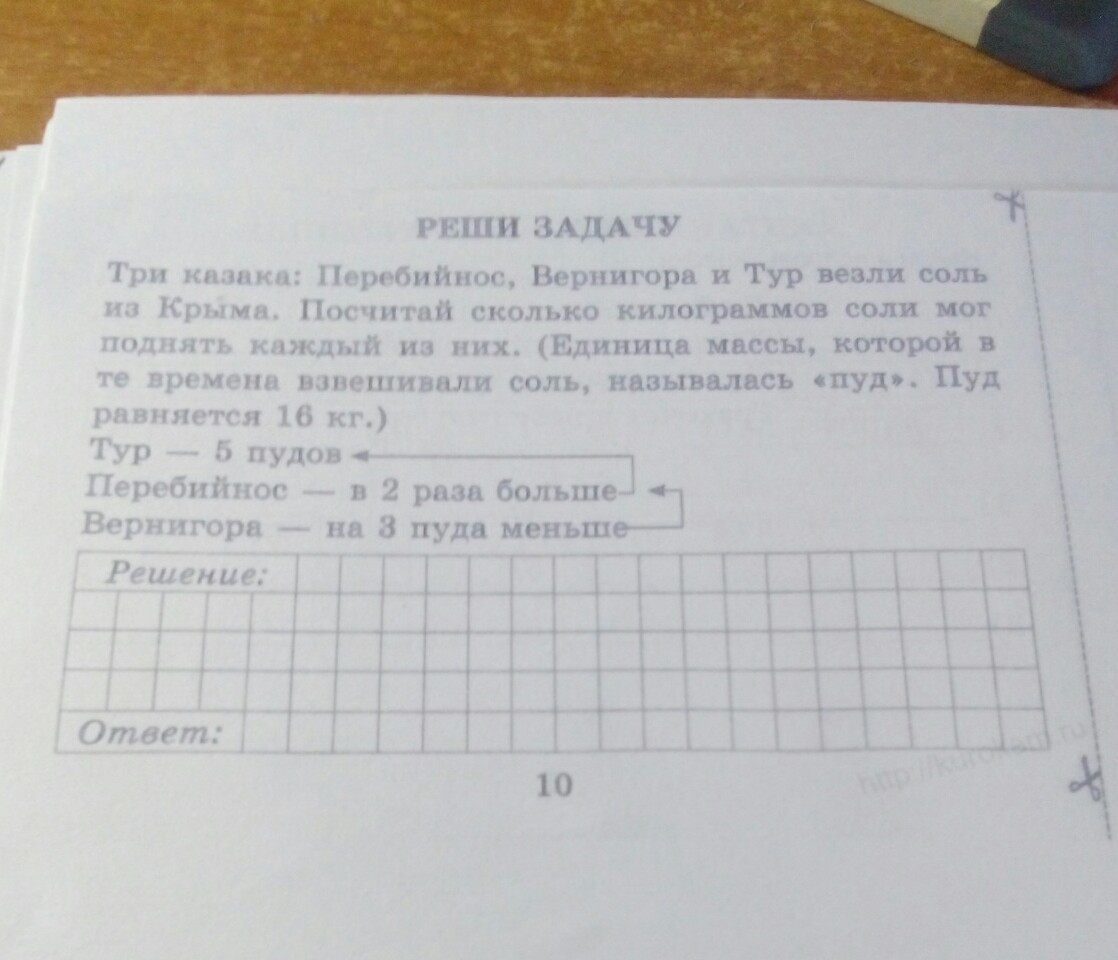 РЕШИ ЗАДАЧУ
Три казака: Перебийнос, Вернигора и Тур везли соль
из Крыма. Посчитай сколько килограммов соли мог
поднять каждый из них. (Единица массы, которой в
те времена взвешивали соль, называлась «пуд». Пуд
равняется 16 кг.)
Тур — 5 пудов
Перебийнос — в 2 раза больше
Вернигора — на 3 пуда меньше
Решение:
Ответ:
10